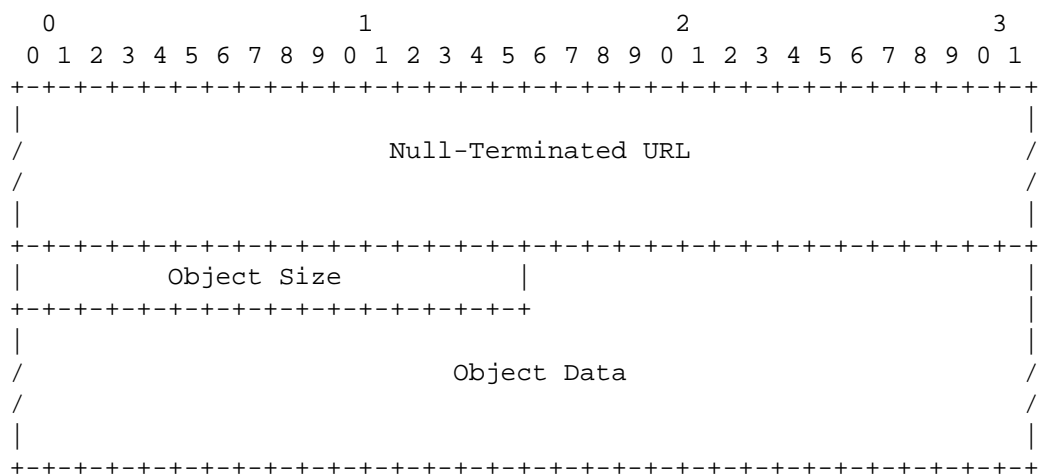 0                   1                   2                   3
 0 1 2 3 4 5 6 7 8 9 0 1 2 3 4 5 6 7 8 9 0 1 2 3 4 5 6 7 8 9 0 1
+-+-+-+-+-+-+-+-+-+-+-+-+-+-+-+-+-+-+-+-+-+-+-+-+-+-+-+-+-+-+-+-+
|                                                               |
/                       Null-Terminated URL                     /
/                                                               /
|                                                               |
+-+-+-+-+-+-+-+-+-+-+-+-+-+-+-+-+-+-+-+-+-+-+-+-+-+-+-+-+-+-+-+-+
|         Object Size           |                               |
+-+-+-+-+-+-+-+-+-+-+-+-+-+-+-+-+                               |
|                                                               |
/                           Object Data                         /
/                                                               /
|                                                               |
+-+-+-+-+-+-+-+-+-+-+-+-+-+-+-+-+-+-+-+-+-+-+-+-+-+-+-+-+-+-+-+-+